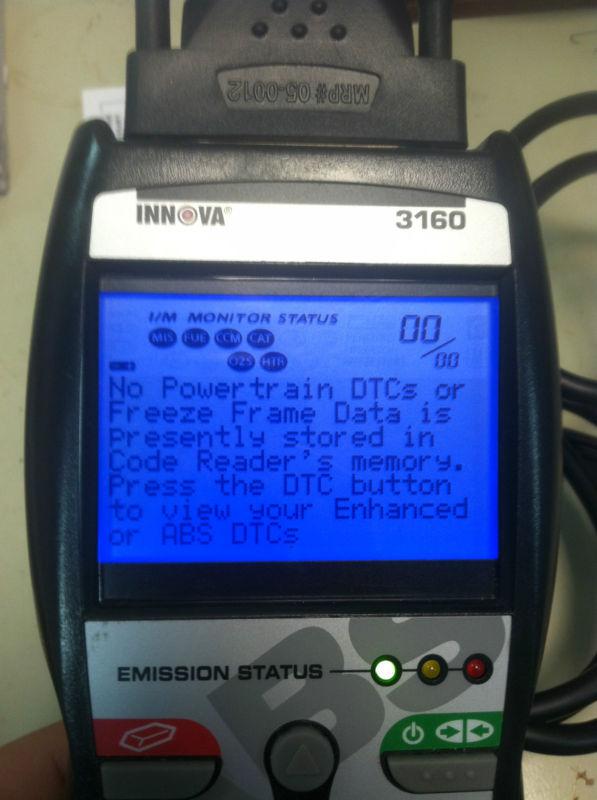 MRP# 05-0012
INNOVA® 3160
I/M MONITOR STATUS
00/00
MIS FUE CCM CAT
O2S HTR
No Powertrain DTCs or
Freeze Frame Data is
presently stored in
Code Reader's memory.
Press the DTC button
to view your Enhanced
or ABS DTCs
EMISSION STATUS
ABS